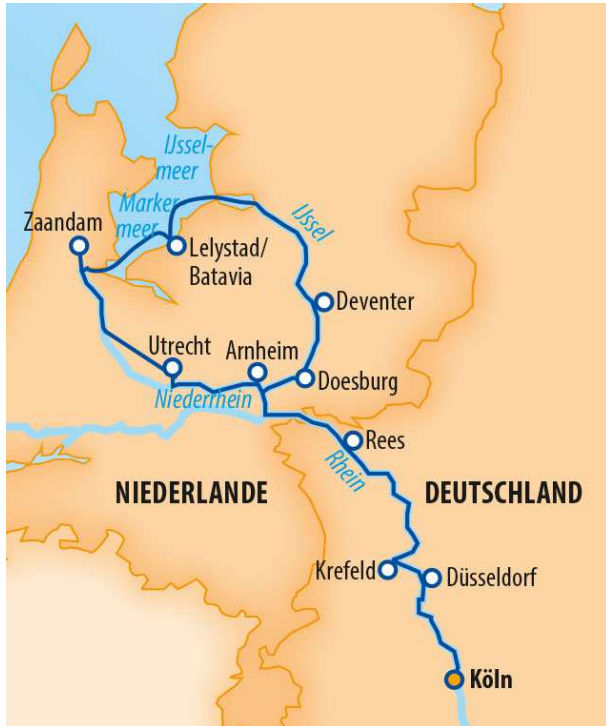 IJssel-
meer
Marker
meer
IJssel
Zaandam
Lelystad/
Batavia
Deventer
Utrecht
Arnheim
Doesburg
Niederrhein
Rees
Rhein
NIEDERLANDE
DEUTSCHLAND
Krefeld
Düsseldorf
Köln